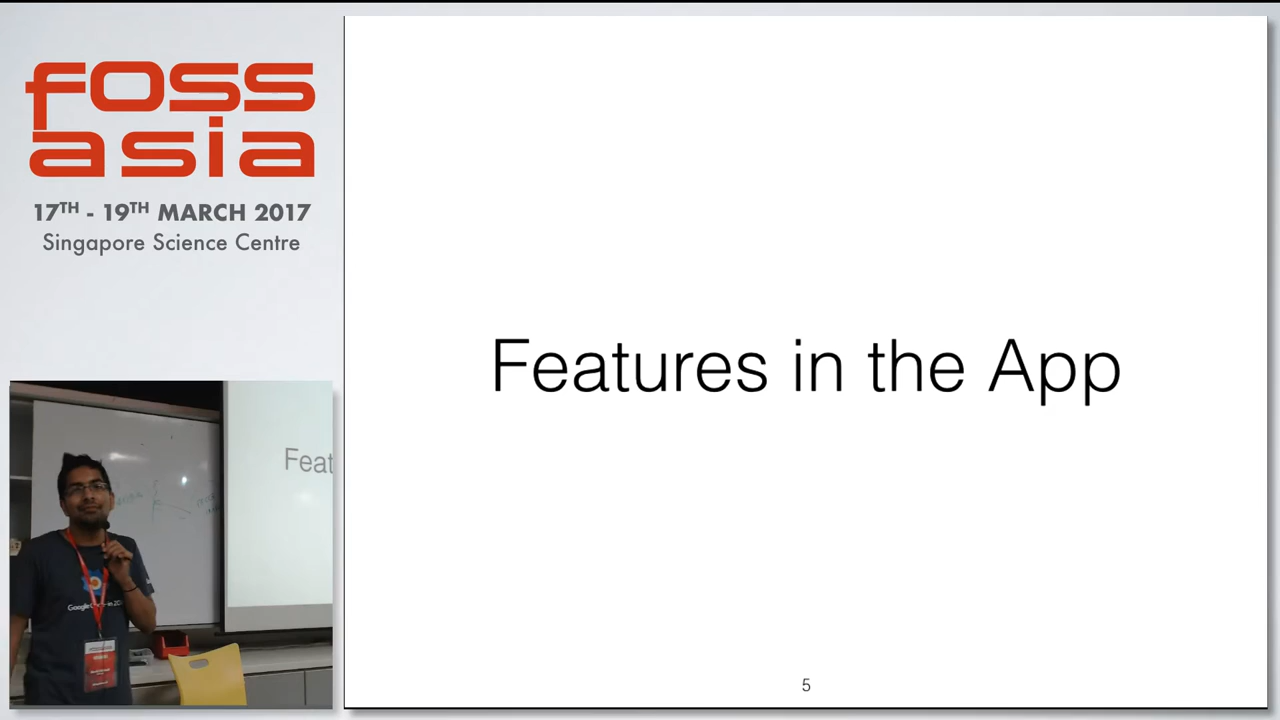 foss
asia
17TH - 19TH MARCH 2017
Singapore Science Centre
Features in the App
5
Feat